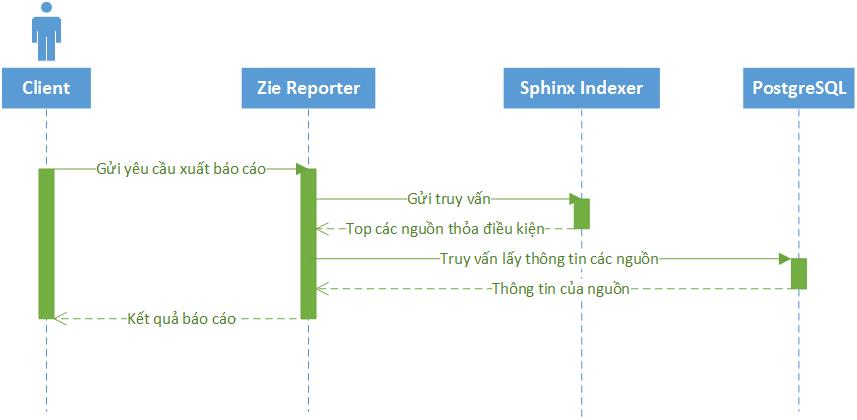 Client
Zie Reporter
Sphinx Indexer
PostgreSQL
Gửi yêu cầu xuất báo cáo
Gửi truy vấn
Top các nguồn thỏa điều kiện
Truy vấn lấy thông tin các nguồn
Thông tin của nguồn
Kết quả báo cáo